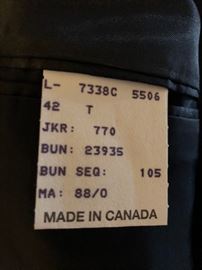 L- 7338C 5506
42 T
JKR: 770
BUN: 23935
BUN SEQ: 105
MA: 88/0
MADE IN CANADA